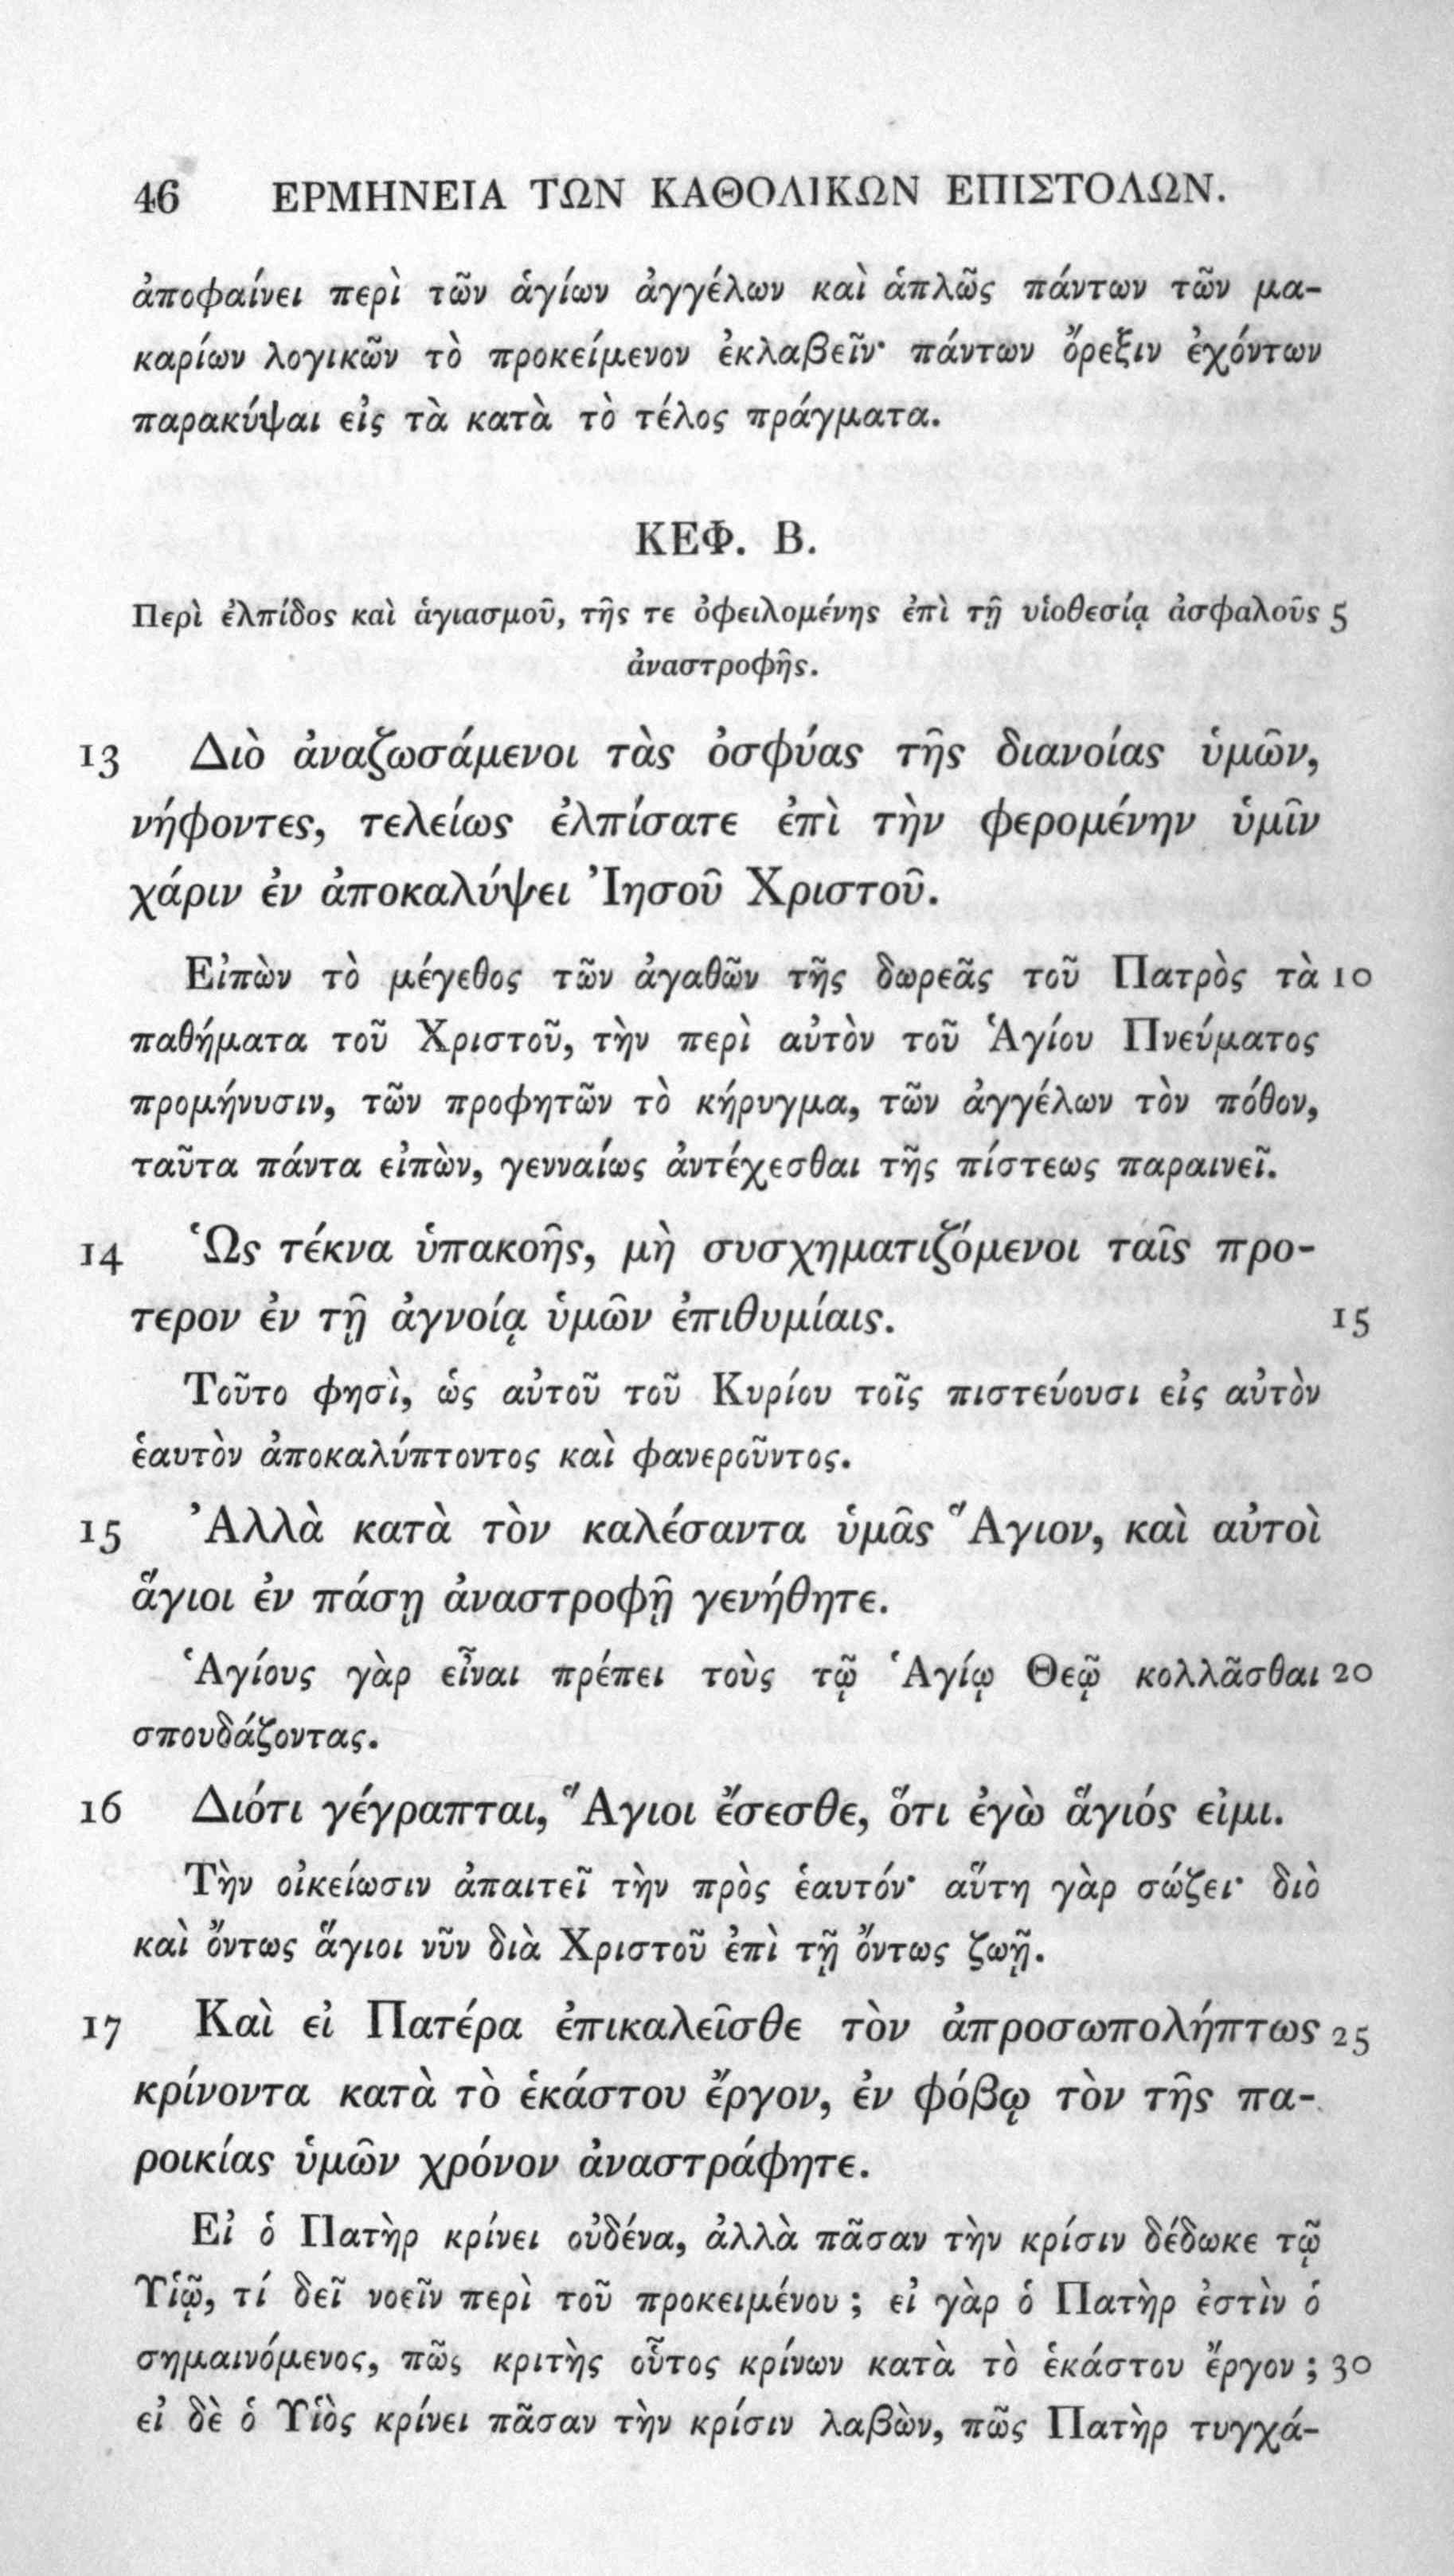 46 ΕΡΜΗΝΕΙΑ ΤΩΝ ΚΑΘΟΛΙΚΩΝ ΕΠΙΣΤΟΛΩΝ.
ἀποφαίνει περὶ τῶν ἁγίων ἀγγέλων καὶ ἁπλῶς πάντων τῶν μα-
καρίων λογικῶν τὸ προκείμενον ἐκλαβεῖν· πάντων ὄρεξιν ἐχόντων
παρακύψαι εἰς τὰ κατὰ τὸ τέλος πράγματα.
ΚΕΦ. Β.
Περὶ ἐλπίδος καὶ ἁγιασμοῦ, τῆς τε ὀφειλομένης ἐπὶ τῇ υἱοθεσίᾳ ἀσφαλοῦς 5
ἀναστροφῆς.
13 Διὸ ἀναζωσάμενοι τὰς ὀσφύας τῆς διανοίας ὑμῶν,
νήφοντες, τελείως ἐλπίσατε ἐπὶ τὴν φερομένην ὑμῖν
χάριν ἐν ἀποκαλύψει Ἰησοῦ Χριστοῦ.
Εἰπὼν τὸ μέγεθος τῶν ἀγαθῶν τῆς δωρεᾶς τοῦ Πατρὸς τὰ 10
παθήματα τοῦ Χριστοῦ, τὴν περὶ αὐτὸν τοῦ Ἁγίου Πνεύματος
προμήνυσιν, τῶν προφητῶν τὸ κήρυγμα, τῶν ἀγγέλων τὸν πόθον,
ταῦτα πάντα εἰπὼν, γενναίως ἀντέχεσθαι τῆς πίστεως παραινεῖ.
14 Ὡς τέκνα ὑπακοῆς, μὴ συσχηματιζόμενοι ταῖς προ-
τερον ἐν τῇ ἀγνοίᾳ ὑμῶν ἐπιθυμίαις. 15
Τοῦτο φησὶ, ὡς αὐτοῦ τοῦ Κυρίου τοῖς πιστεύουσι εἰς αὐτὸν
ἑαυτὸν ἀποκαλύπτοντος καὶ φανεροῦντος.
15 Ἀλλὰ κατὰ τὸν καλέσαντα ὑμᾶς Ἅγιον, καὶ αὐτοὶ
ἅγιοι ἐν πάσῃ ἀναστροφῇ γενήθητε.
Ἁγίους γὰρ εἶναι πρέπει τοὺς τῷ Ἁγίῳ Θεῷ κολλᾶσθαι 20
σπουδάζοντας.
16 Διότι γέγραπται, Ἅγιοι ἔσεσθε, ὅτι ἐγὼ ἅγιός εἰμι.
Τὴν οἰκείωσιν ἀπαιτεῖ τὴν πρὸς ἑαυτόν· αὕτη γὰρ σώζει· διὸ
καὶ ὄντως ἅγιοι νῦν διὰ Χριστοῦ ἐπὶ τῇ ὄντως ζωῇ.
17 Καὶ εἰ Πατέρα ἐπικαλεῖσθε τὸν ἀπροσωπολήπτως 25
κρίνοντα κατὰ τὸ ἑκάστου ἔργον, ἐν φόβῳ τὸν τῆς πα-
ροικίας ὑμῶν χρόνον ἀναστράφητε.
Εἰ ὁ Πατὴρ κρίνει οὐδένα, ἀλλὰ πᾶσαν τὴν κρίσιν δέδωκε τῷ
Υἱῷ, τί δεῖ νοεῖν περὶ τοῦ προκειμένου ; εἰ γὰρ ὁ Πατὴρ ἐστὶν ὁ
σημαινόμενος, πῶς κριτὴς οὗτος κρίνων κατὰ τὸ ἑκάστου ἔργον ; 30
εἰ δὲ ὁ Υἱὸς κρίνει πᾶσαν τὴν κρίσιν λαβὼν, πῶς Πατὴρ τυγχά-